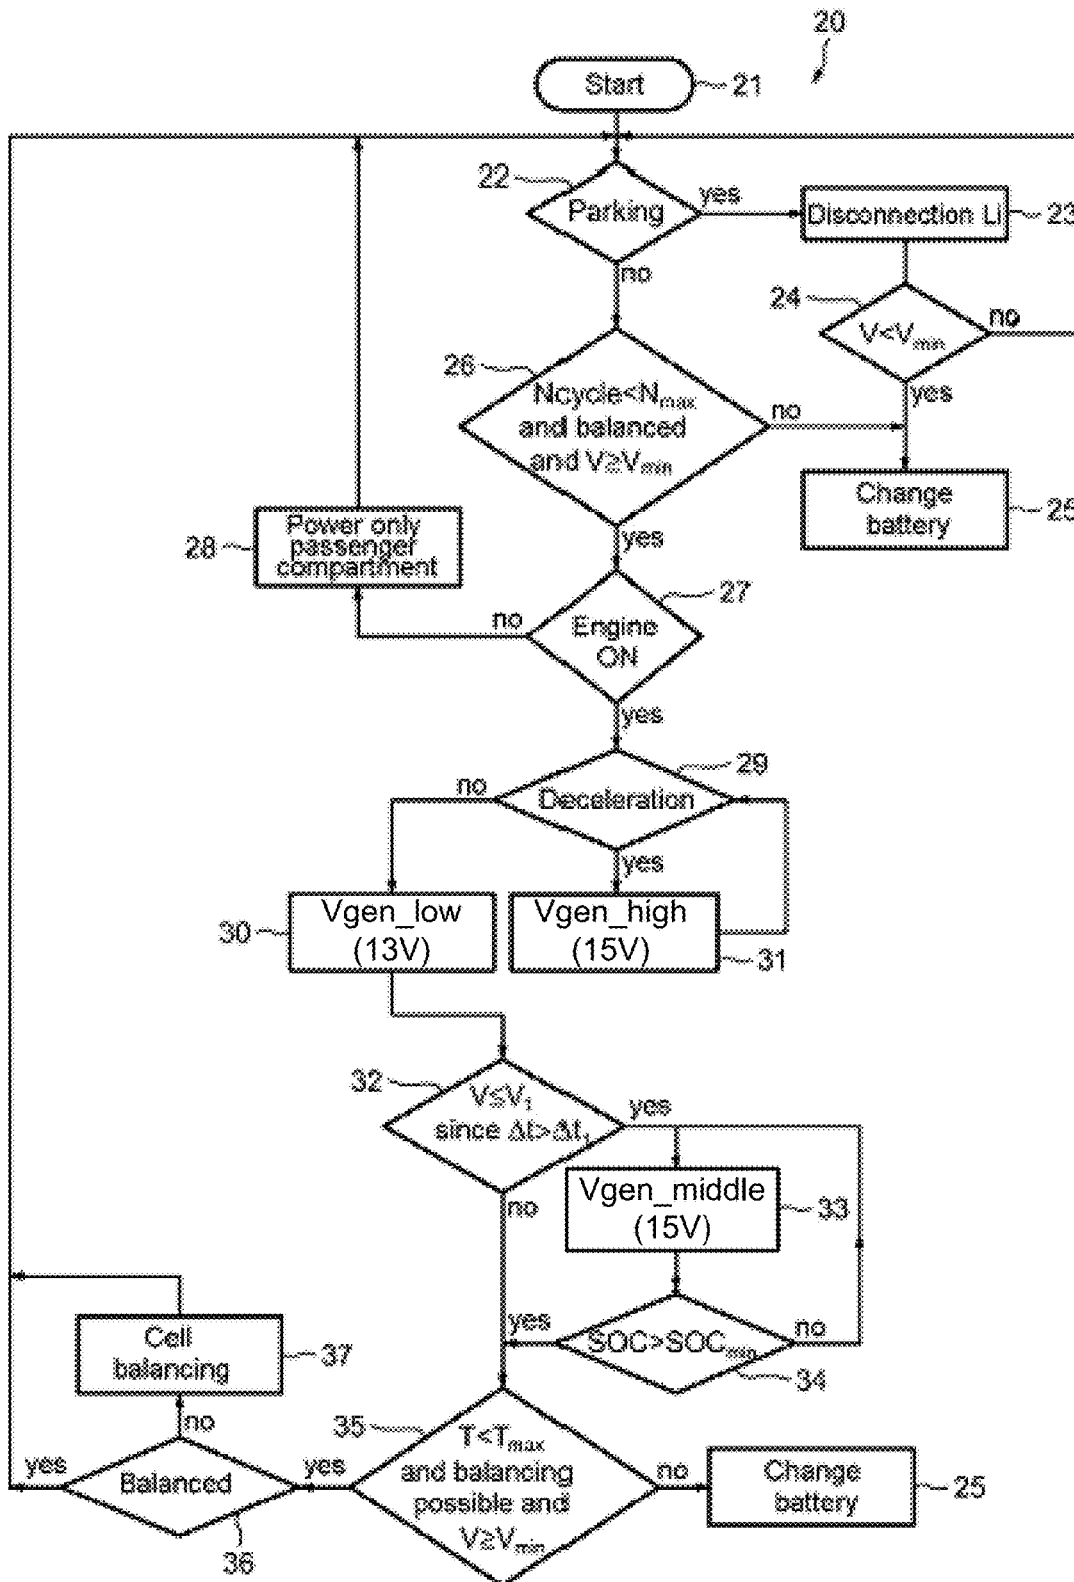 20
Start
21
22
Parking
yes
Disconnection Li
23
no
24
V<Vmin
no
yes
26
Ncycle<Nmax
and balanced
and V≧Vmin
no
Change
battery
25
yes
28
Power only
passenger
compartment
27
no
Engine
ON
yes
29
no
Deceleration
yes
30
Vgen_low
(13V)
Vgen_high
(15V)
31
32
V≦V1
since Δt>Δt1
yes
no
Vgen_middle
(15V)
33
yes
SOC>SOCmin
no
34
Cell
balancing
37
no
35
T<Tmax
and balancing
possible and
V≧Vmin
yes
Balanced
yes
no
Change
battery
25
36